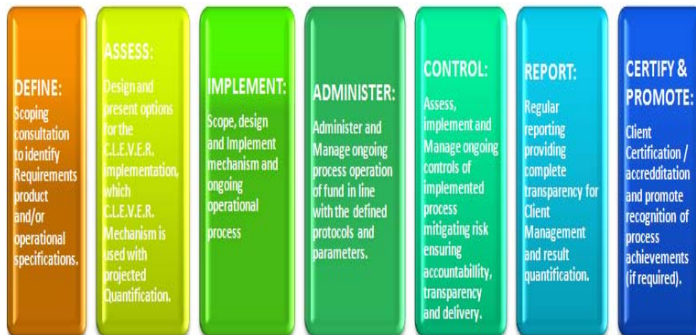 DEFINE:
Scoping
consultation
to identify
Requirements
product
and/or
operational
specifications.
ASSESS:
Design and
present options
for the
C.L.E.V.E.R.
implementation,
which
C.L.E.V.E.R.
Mechanism is
used with
projected
Quantification.
IMPLEMENT:
Scope, design
and Implement
mechanism and
ongoing
operational
process
ADMINISTER:
Administer and
Manage ongoing
process operation
of fund in line
with the defined
protocols and
parameters.
CONTROL:
Assess,
implement and
Manage ongoing
controls of
implemented
process
mitigating risk
ensuring
accountabillity,
transparency
and delivery.
REPORT:
Regular
reporting
providing
complete
transparency for
Client
Management
and result
quantification.
CERTIFY &
PROMOTE:
Client
Certification /
accredditation
and promote
recognition of
process
achievements
(if required).